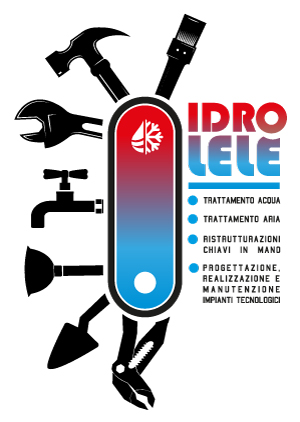 IDRO
LELE
TRATTAMENTO ACQUA
TRATTAMENTO ARIA
RISTRUTTURAZIONI
CHIAVI IN MANO
PROGETTAZIONE,
REALIZZAZIONE E
MANUTENZIONE
IMPIANTI TECNOLOGICI